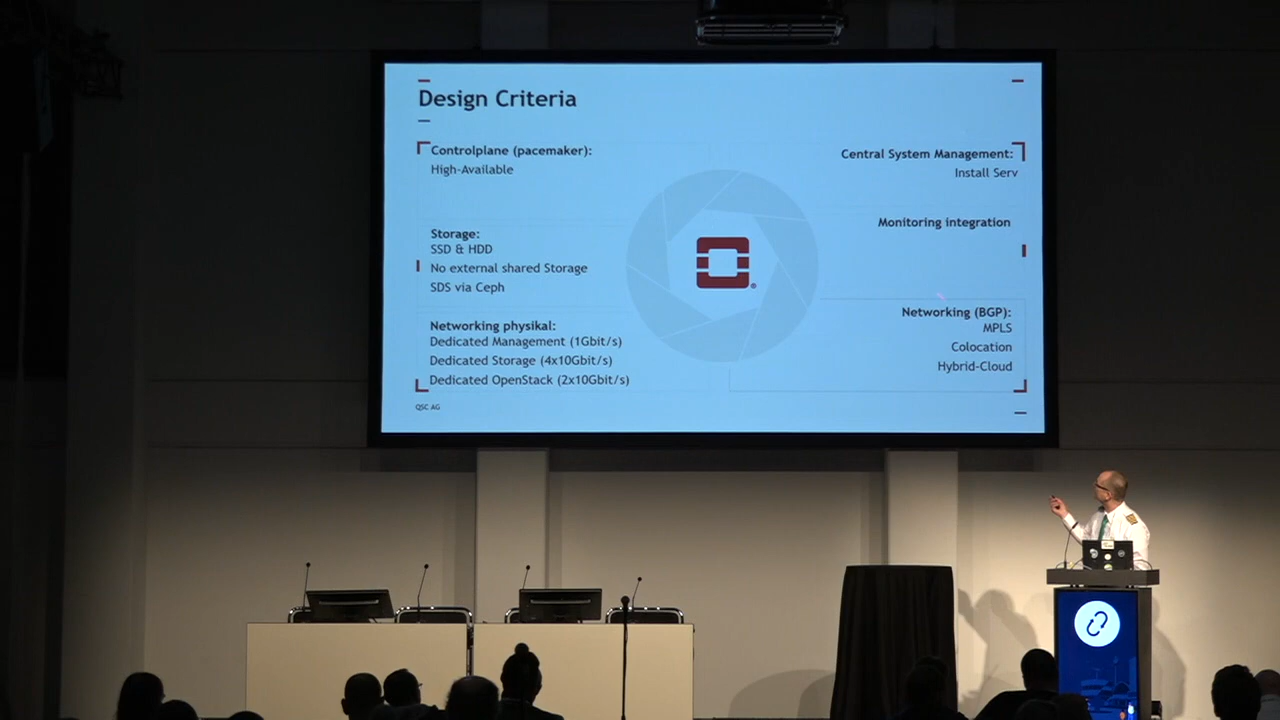 Design Criteria
Controlplane (pacemaker):
High-Available
Storage:
SSD & HDD
No external shared Storage
SDS via Ceph
Networking physikal:
Dedicated Management (1Gbit/s)
Dedicated Storage (4x10Gbit/s)
Dedicated OpenStack (2x10Gbit/s)
Central System Management:
Install Serv
Monitoring integration
Networking (BGP):
MPLS
Colocation
Hybrid-Cloud
QSC AG